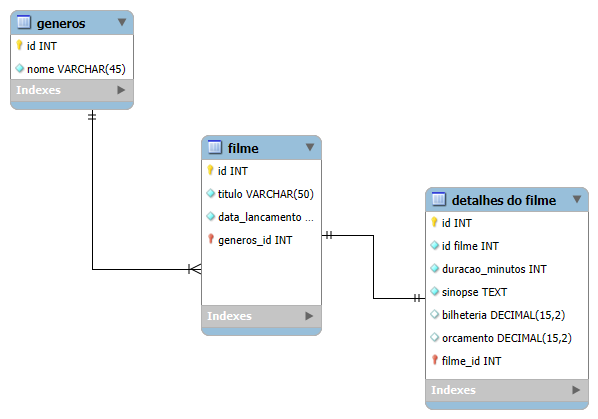 generos
id INT
nome VARCHAR(45)
Indexes
filme
id INT
titulo VARCHAR(50)
data_lancamento ...
generos_id INT
Indexes
detalhes do filme
id INT
id filme INT
duracao_minutos INT
sinopse TEXT
bilheteria DECIMAL(15,2)
orcamento DECIMAL(15,2)
filme_id INT
Indexes